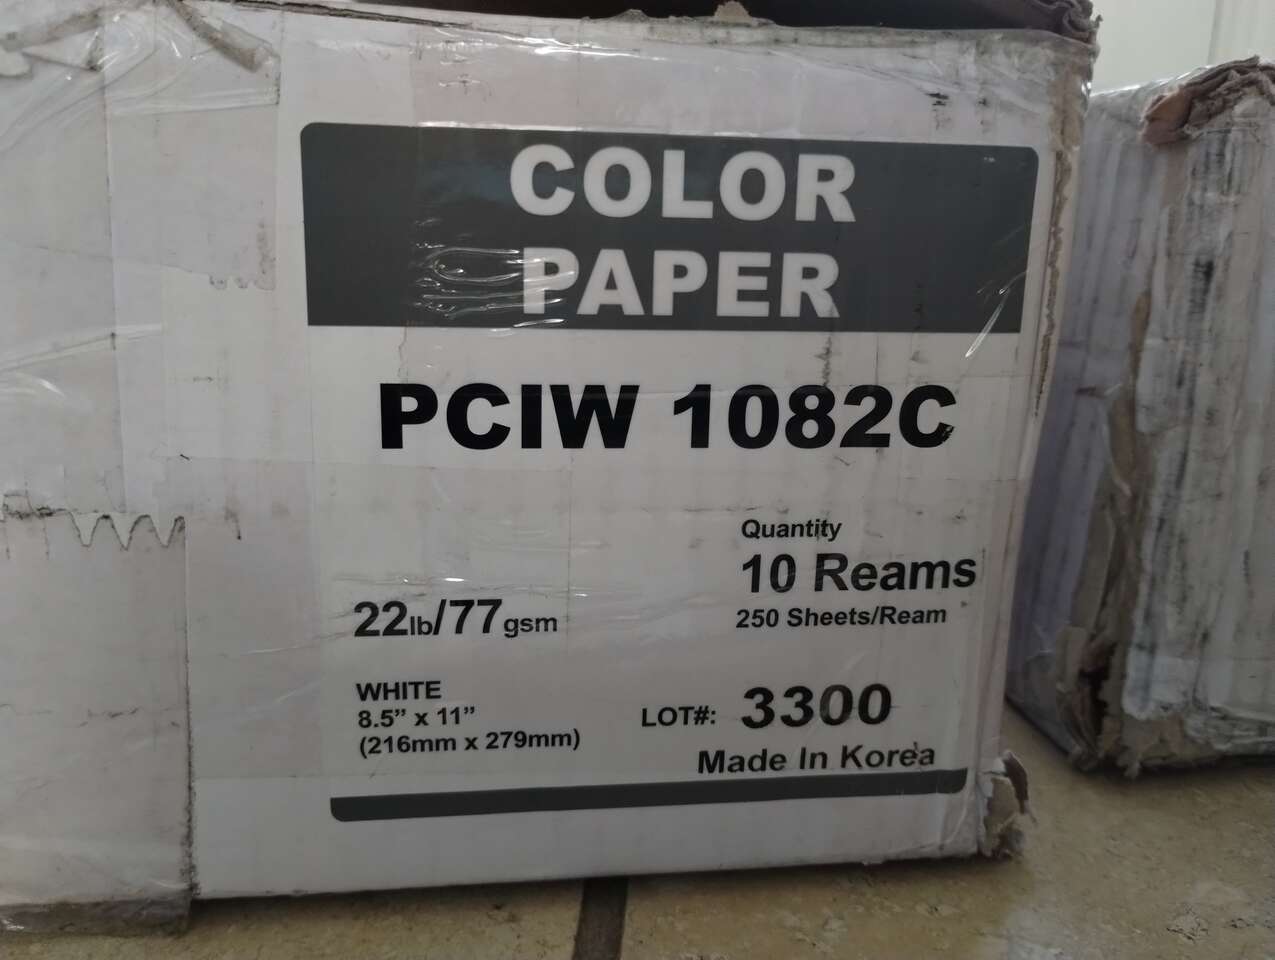 COLOR
PAPER
PCIW 1082C
Quantity
10 Reams
250 Sheets/Ream
22lb/77gsm
WHITE
8.5” x 11”
(216mm x 279mm)
LOT#: 3300
Made In Korea